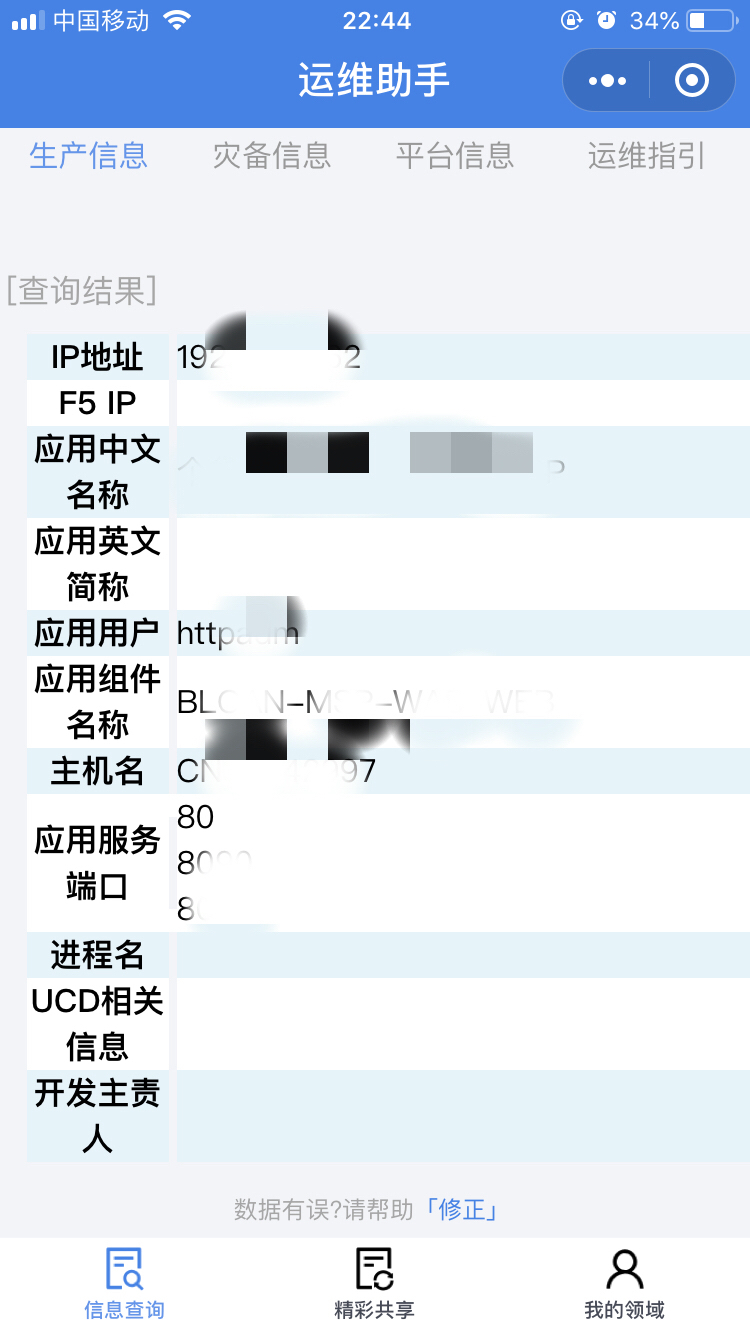 中国移动 22:44 34%
运维助手
生产信息 灾备信息 平台信息 运维指引
[查询结果]
IP地址
F5 IP
应用中文
名称
应用英文
简称
应用用户
应用组件
名称
主机名
应用服务
端口
80
进程名
UCD相关
信息
开发主责
人
数据有误?请帮助「修正」
信息查询 精彩共享 我的领域